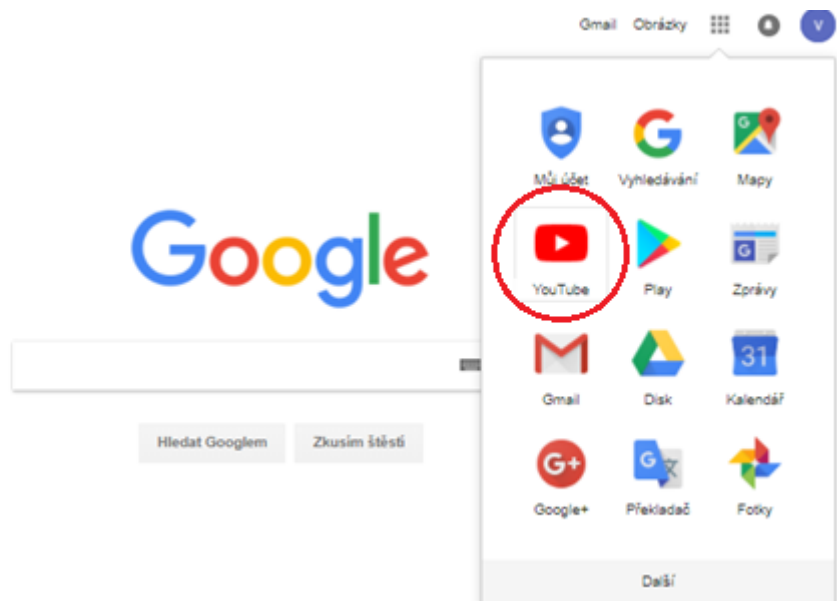 Gmail Obrázky V
Můj účet Vyhledávání Mapy
Google
YouTube Play Zprávy
31
Gmail Disk Kalendář
Hledat Googlem Zkusím štěstí
G+ G
Google+ Překladač Fotky
Další